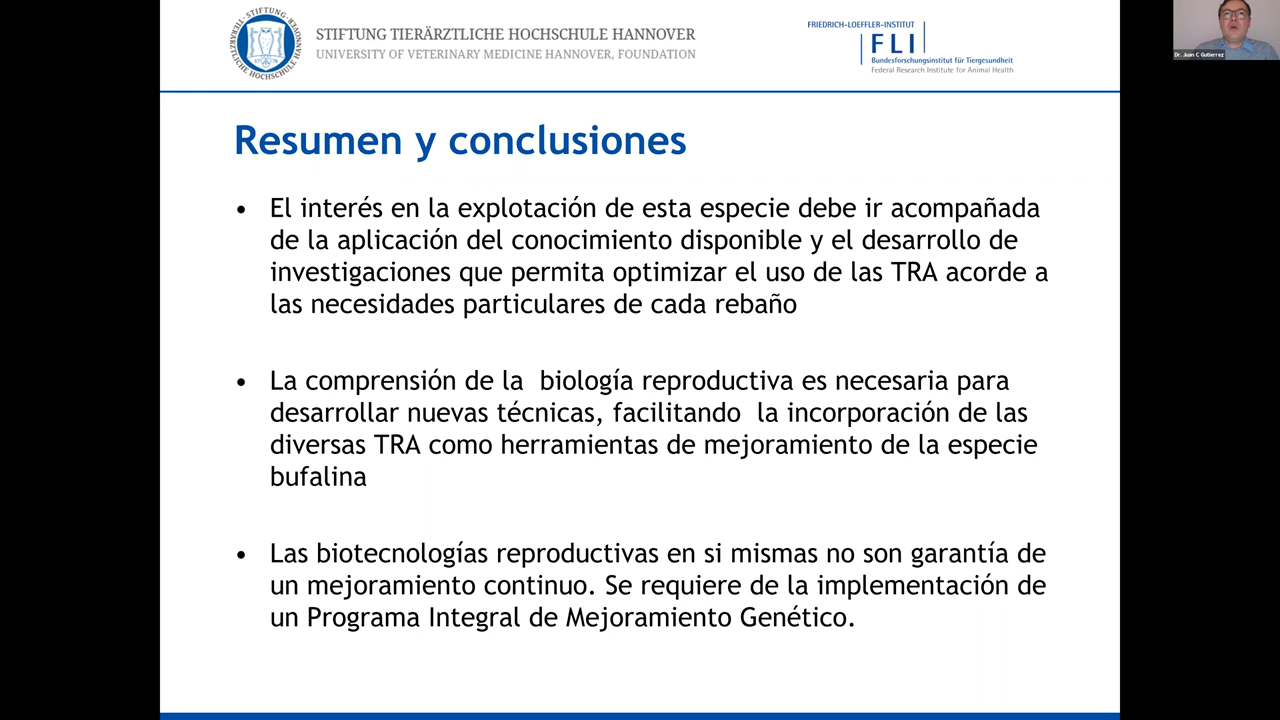 STIFTUNG TIERÄRZTLICHE HOCHSCHULE HANNOVER
UNIVERSITY OF VETERINARY MEDICINE HANNOVER, FOUNDATION
FRIEDRICH-LOEFFLER-INSTITUT
FLI
Bundesforschungsinstitut für Tiergesundheit
Federal Research Institute for Animal Health
Dr. Juan C Gutierrez
Resumen y conclusiones
• El interés en la explotación de esta especie debe ir acompañada
de la aplicación del conocimiento disponible y el desarrollo de
investigaciones que permita optimizar el uso de las TRA acorde a
las necesidades particulares de cada rebaño
• La comprensión de la  biología reproductiva es necesaria para
desarrollar nuevas técnicas, facilitando  la incorporación de las
diversas TRA como herramientas de mejoramiento de la especie
bufalina
• Las biotecnologías reproductivas en si mismas no son garantía de
un mejoramiento continuo. Se requiere de la implementación de
un Programa Integral de Mejoramiento Genético.